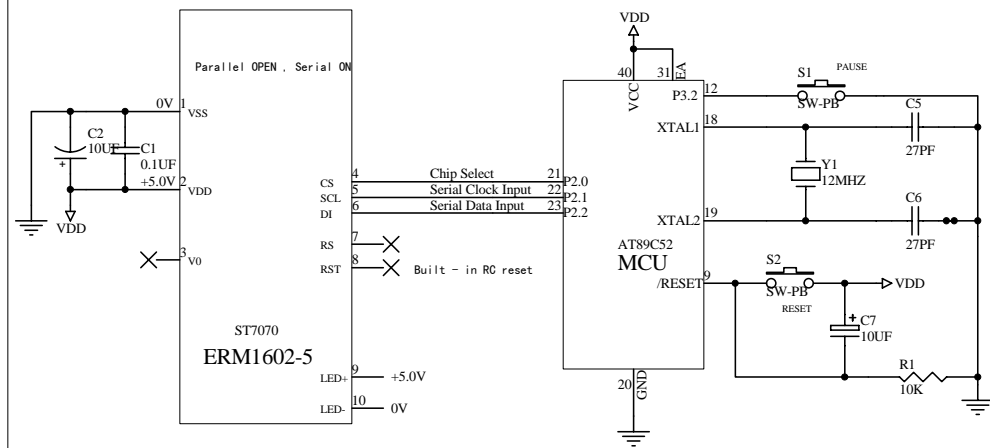 VDD
Parallel OPEN , Serial ON
40
31
VCC
EA
S1
PAUSE
0V
1
VSS
P3.2
12
SW-PB
C2
10UF
C1
0.1UF
XTAL1
18
C5
27PF
+5.0V
2
VDD
VDD
CS
4
Chip Select
21
P2.0
SCL
5
Serial Clock Input
22
P2.1
DI
6
Serial Data Input
23
P2.2
Y1
12MHZ
RS
7
XTAL2
19
C6
27PF
3
V0
RST
8
Built - in RC reset
AT89C52
MCU
/RESET
9
S2
SW-PB
RESET
VDD
C7
10UF
ST7070
ERM1602-5
LED+
9
+5.0V
LED-
10
0V
20
GND
R1
10K